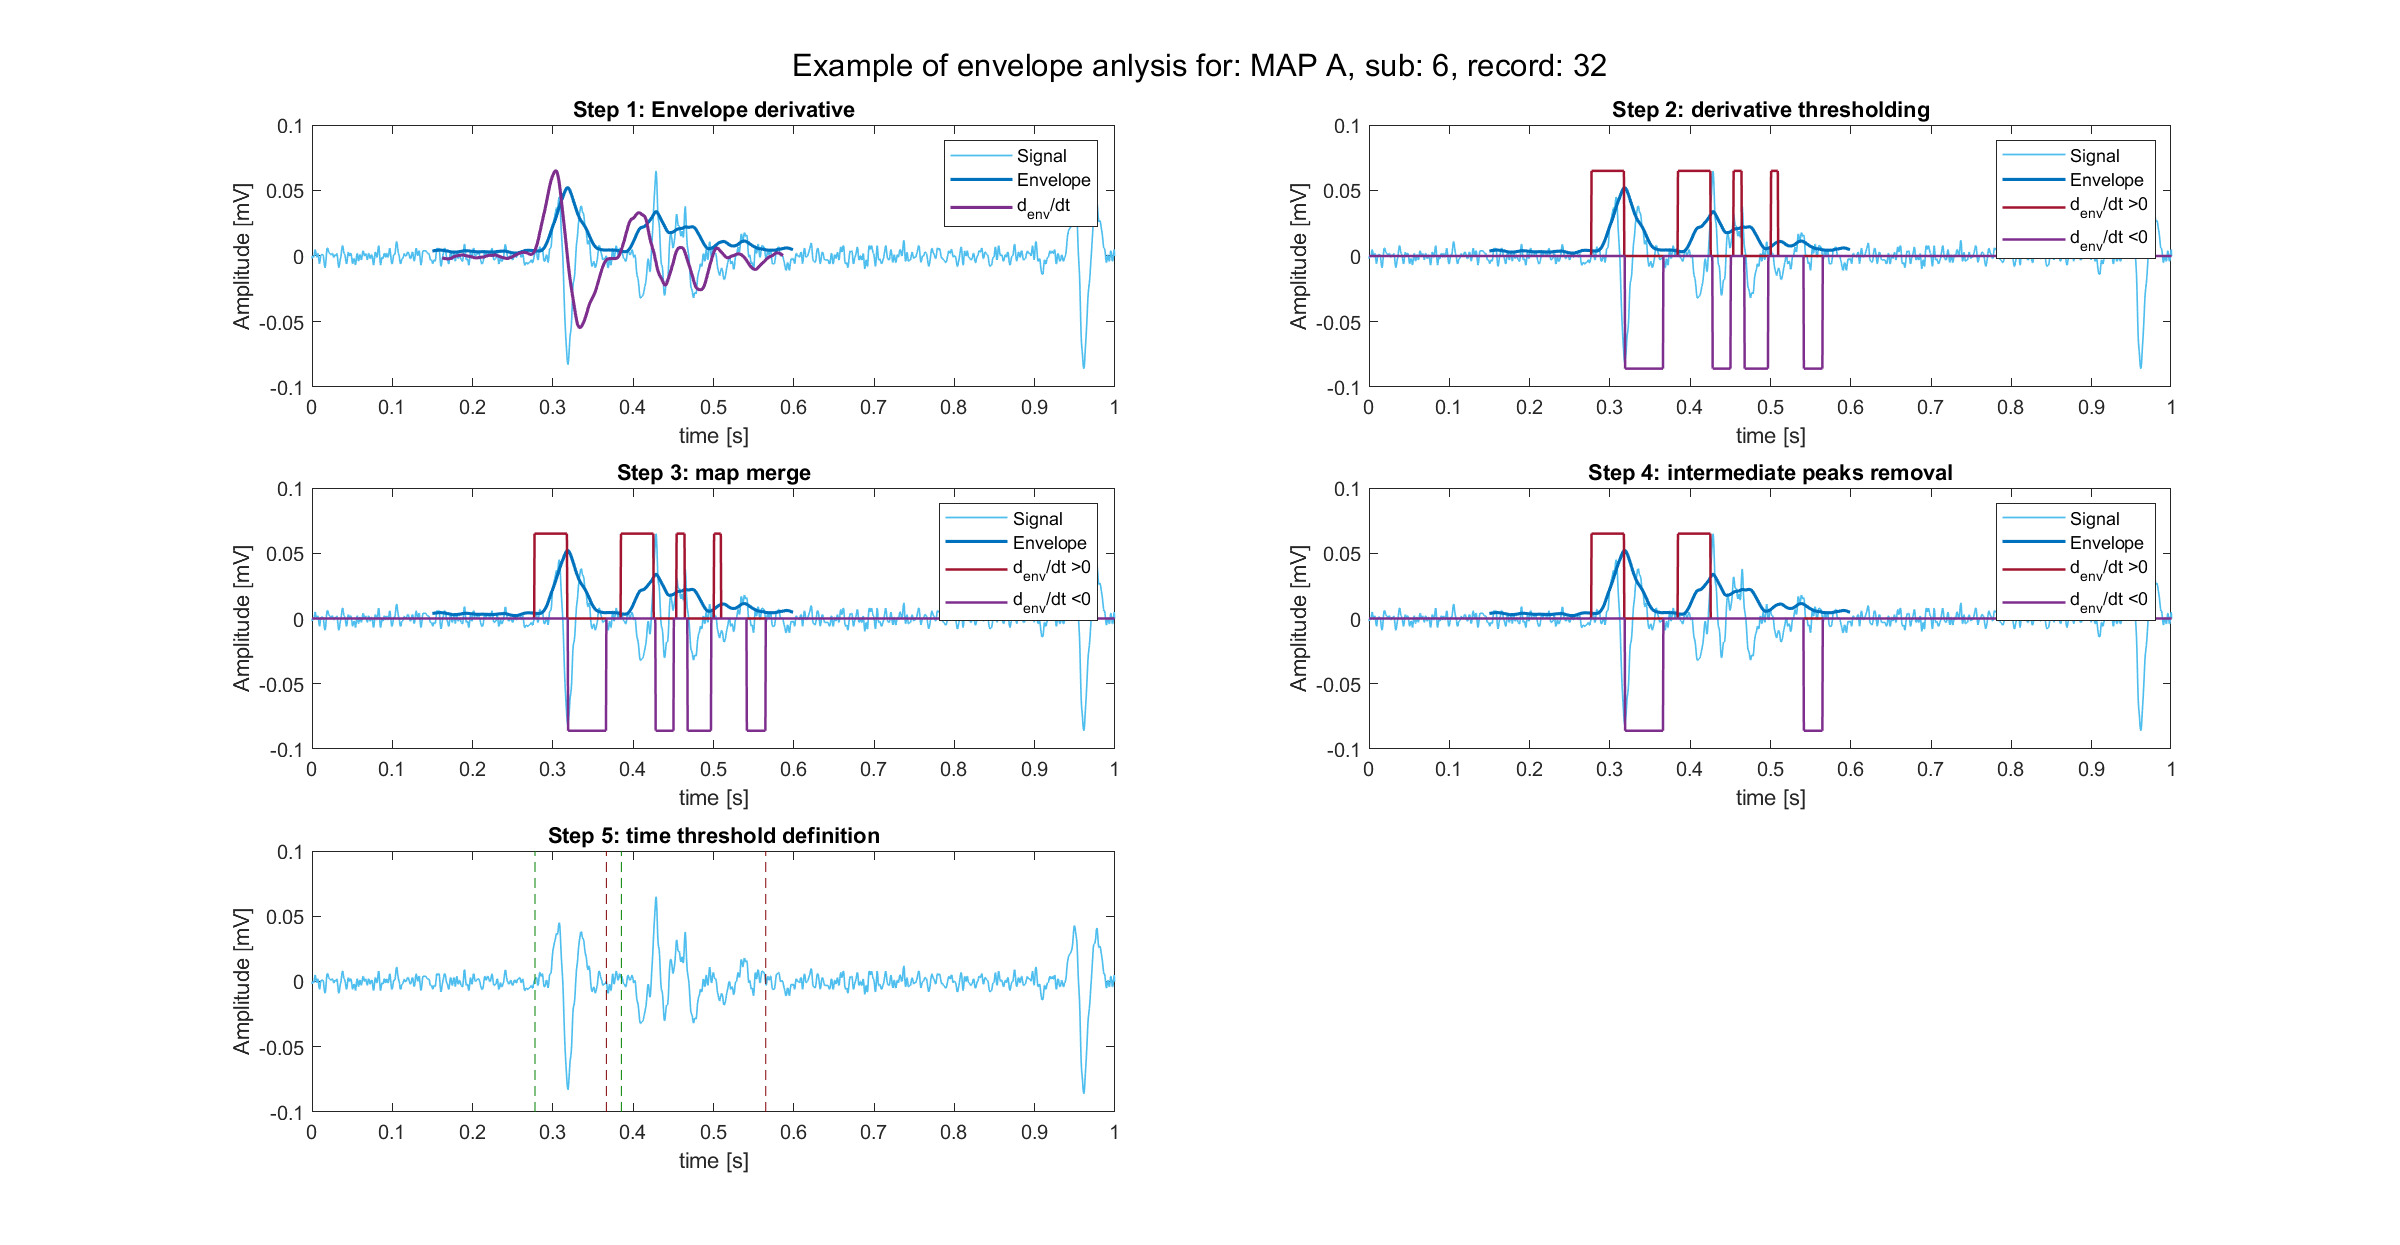 Example of envelope anlysis for: MAP A, sub: 6, record: 32
Step 1: Envelope derivative
0.1
0.05
0
-0.05
-0.1
Amplitude [mV]
0 0.1 0.2 0.3 0.4 0.5 0.6 0.7 0.8 0.9 1
time [s]
Signal
Envelope
d_env/dt
Step 2: derivative thresholding
0.1
0.05
0
-0.05
-0.1
Amplitude [mV]
0 0.1 0.2 0.3 0.4 0.5 0.6 0.7 0.8 0.9 1
time [s]
Signal
Envelope
d_env/dt >0
d_env/dt <0
Step 3: map merge
0.1
0.05
0
-0.05
-0.1
Amplitude [mV]
0 0.1 0.2 0.3 0.4 0.5 0.6 0.7 0.8 0.9 1
time [s]
Signal
Envelope
d_env/dt >0
d_env/dt <0
Step 4: intermediate peaks removal
0.1
0.05
0
-0.05
-0.1
Amplitude [mV]
0 0.1 0.2 0.3 0.4 0.5 0.6 0.7 0.8 0.9 1
time [s]
Signal
Envelope
d_env/dt >0
d_env/dt <0
Step 5: time threshold definition
0.1
0.05
0
-0.05
-0.1
Amplitude [mV]
0 0.1 0.2 0.3 0.4 0.5 0.6 0.7 0.8 0.9 1
time [s]